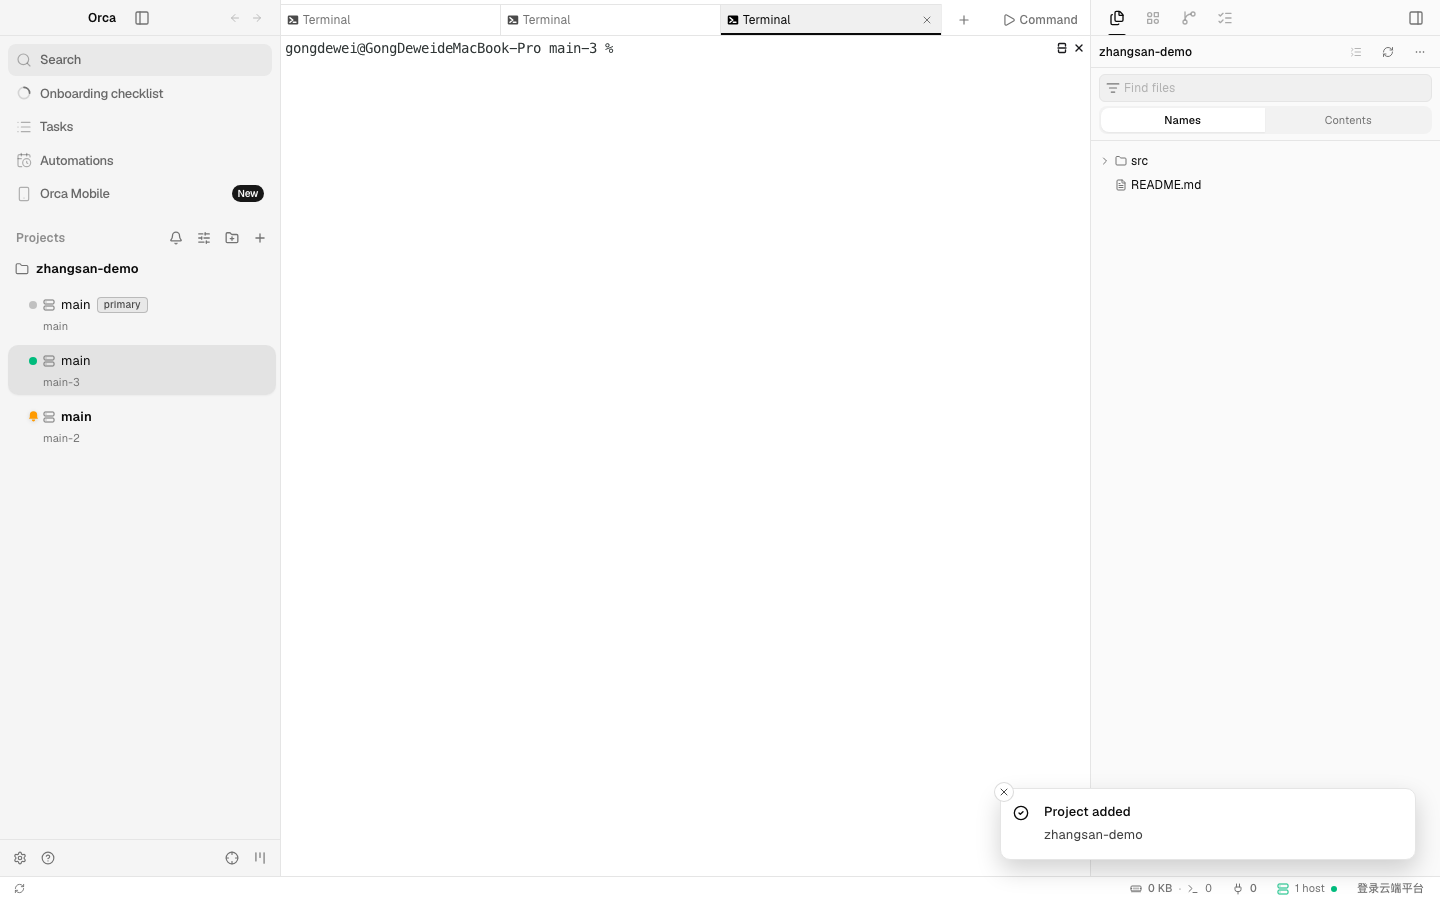 Orca
Search
Onboarding checklist
Tasks
Automations
Orca Mobile
New
Projects
zhangsan-demo
main primary
main
main
main-3
main
main-2
Terminal
Terminal
Terminal
Command
gongdewei@GongDeweideMacBook-Pro main-3 %
zhangsan-demo
Find files
Names
Contents
src
README.md
Project added
zhangsan-demo
0 KB · 0
0
1 host
登录云端平台